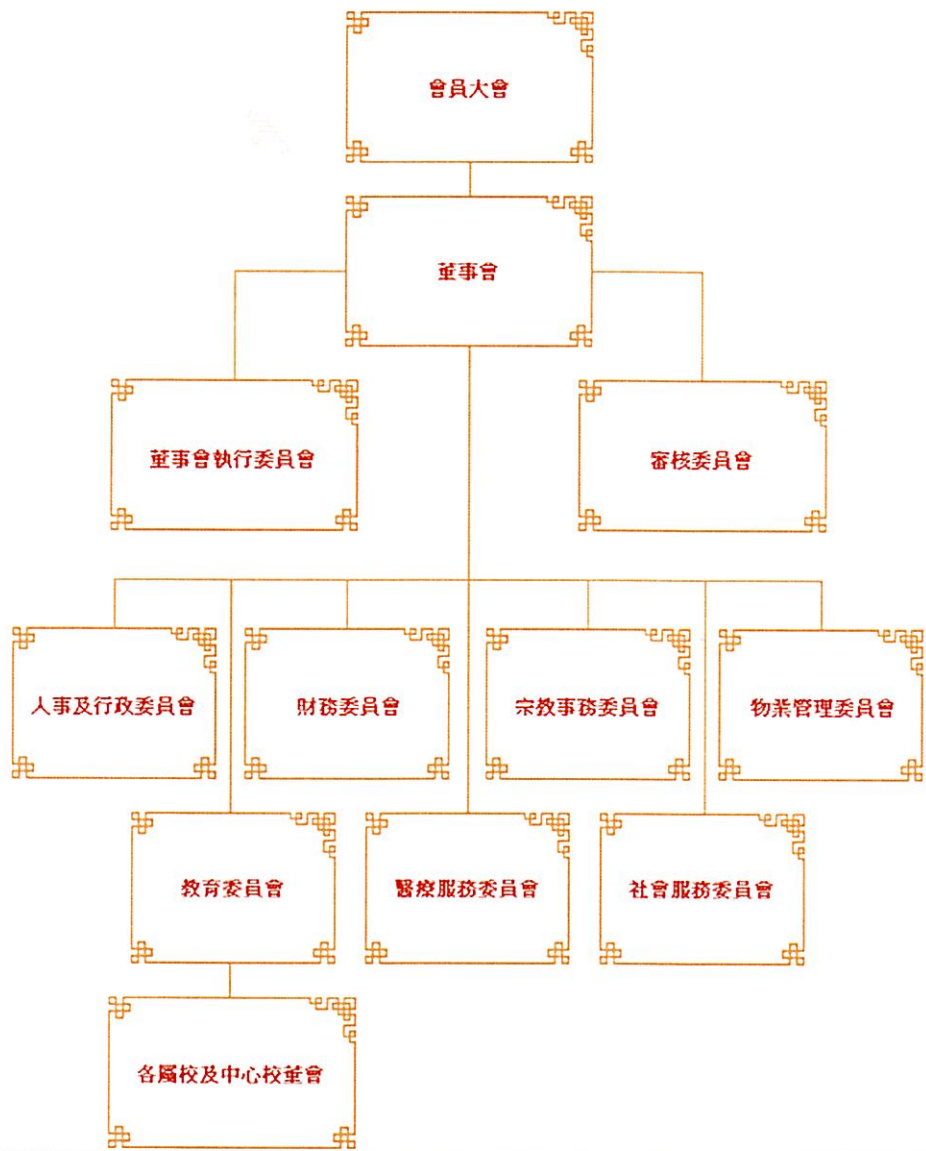 會員大會
董事會
董事會執行委員會
審核委員會
人事及行政委員會
財務委員會
宗教事務委員會
物業管理委員會
教育委員會
醫療服務委員會
社會服務委員會
各屬校及中心校董會